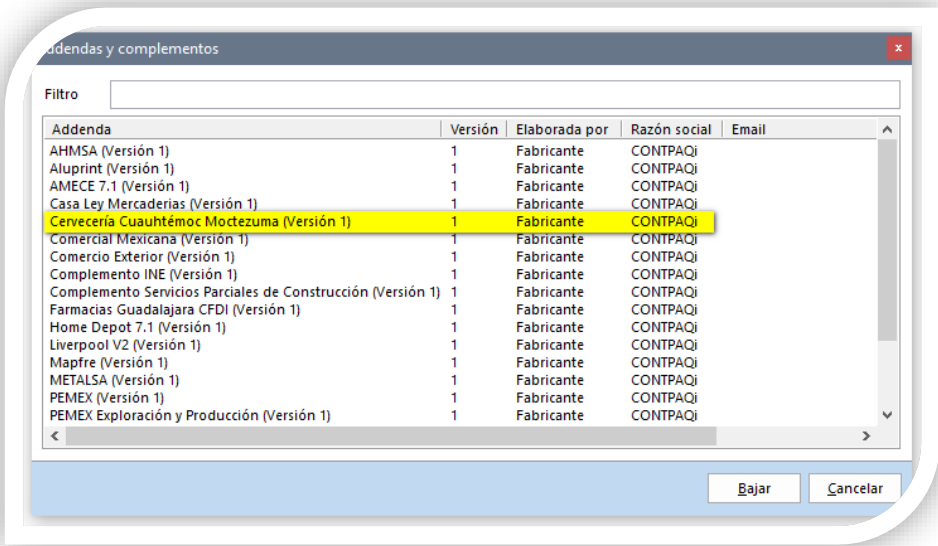 Addendas y complementos
x
Filtro
Addenda Versión Elaborada por Razón social Email
AHMSA (Versión 1) 1 Fabricante CONTPAQi
Aluprint (Versión 1) 1 Fabricante CONTPAQi
AMECE 7.1 (Versión 1) 1 Fabricante CONTPAQi
Casa Ley Mercaderias (Versión 1) 1 Fabricante CONTPAQi
Cervecería Cuauhtémoc Moctezuma (Versión 1) 1 Fabricante CONTPAQi
Comercial Mexicana (Versión 1) 1 Fabricante CONTPAQi
Comercio Exterior (Versión 1) 1 Fabricante CONTPAQi
Complemento INE (Versión 1) 1 Fabricante CONTPAQi
Complemento Servicios Parciales de Construcción (Versión 1) 1 Fabricante CONTPAQi
Farmacias Guadalajara CFDI (Versión 1) 1 Fabricante CONTPAQi
Home Depot 7.1 (Versión 1) 1 Fabricante CONTPAQi
Liverpool V2 (Versión 1) 1 Fabricante CONTPAQi
Mapfre (Versión 1) 1 Fabricante CONTPAQi
METALSA (Versión 1) 1 Fabricante CONTPAQi
PEMEX (Versión 1) 1 Fabricante CONTPAQi
PEMEX Exploración y Producción (Versión 1) 1 Fabricante CONTPAQi
Bajar Cancelar